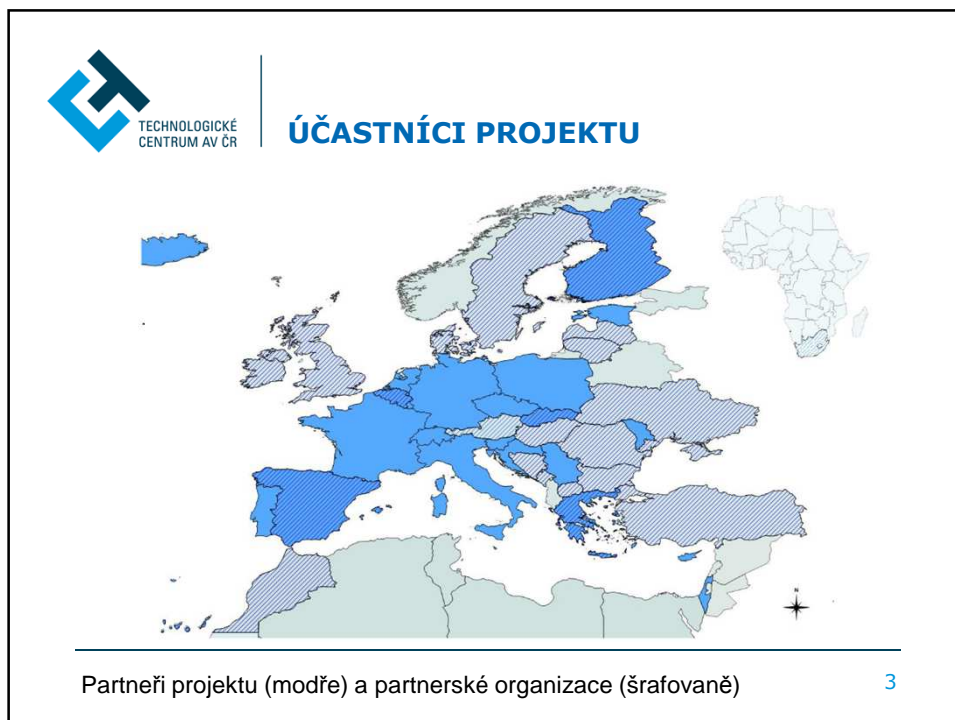 TECHNOLOGICKÉ
CENTRUM AV ČR
ÚČASTNÍCI PROJEKTU
N
Partneři projektu (modře) a partnerské organizace (šrafovaně)
3